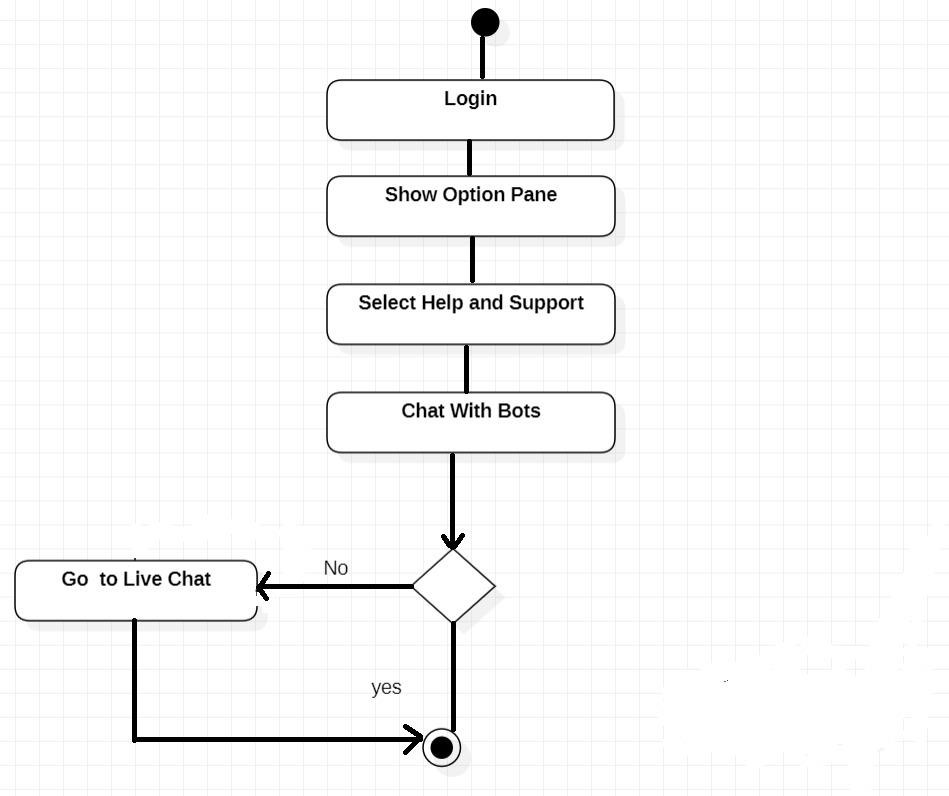 Login
Show Option Pane
Select Help and Support
Chat With Bots
No
Go  to Live Chat
yes